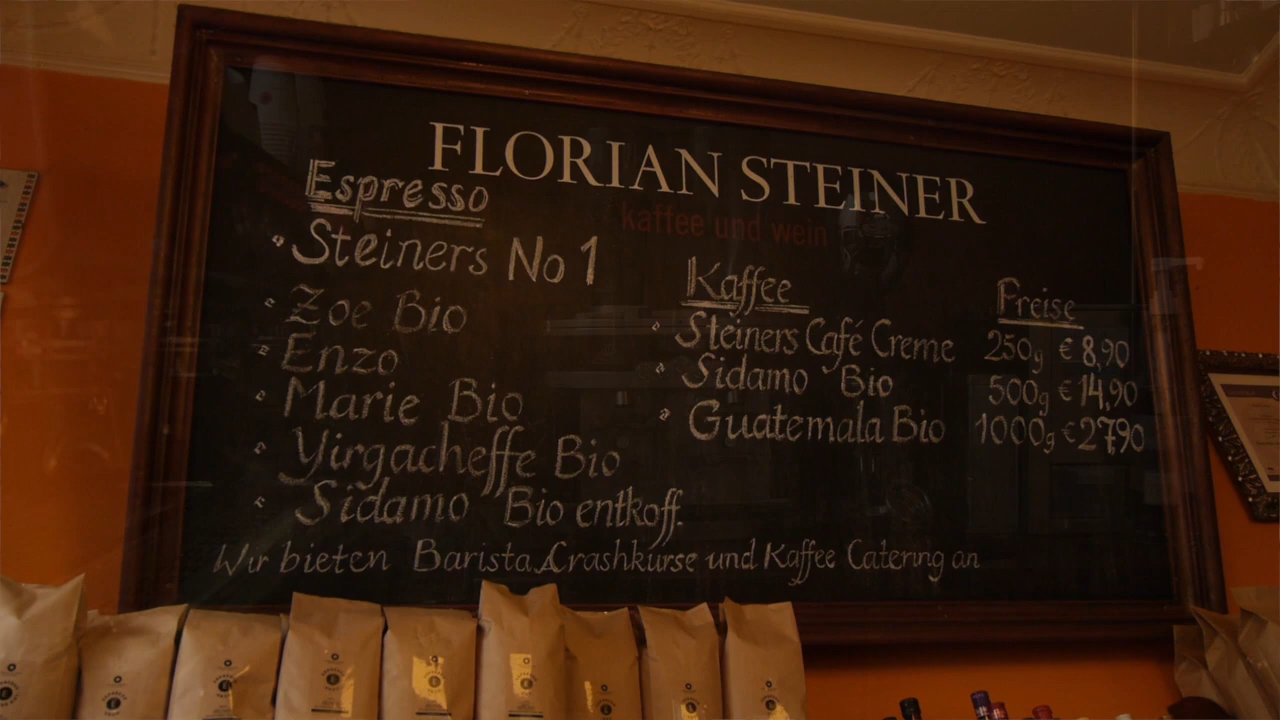 FLORIAN STEINER
kaffee und wein
Espresso
Steiners No 1
Zoe Bio
Enzo
Marie Bio
Yirgacheffe Bio
Sidamo Bio entkoff.
Kaffee
Steiners Café Creme
Sidamo Bio
Guatemala Bio
Preise
250g € 8,90
500g € 14,90
1000g € 27,90
Wir bieten Barista Crashkurse und Kaffee Catering an